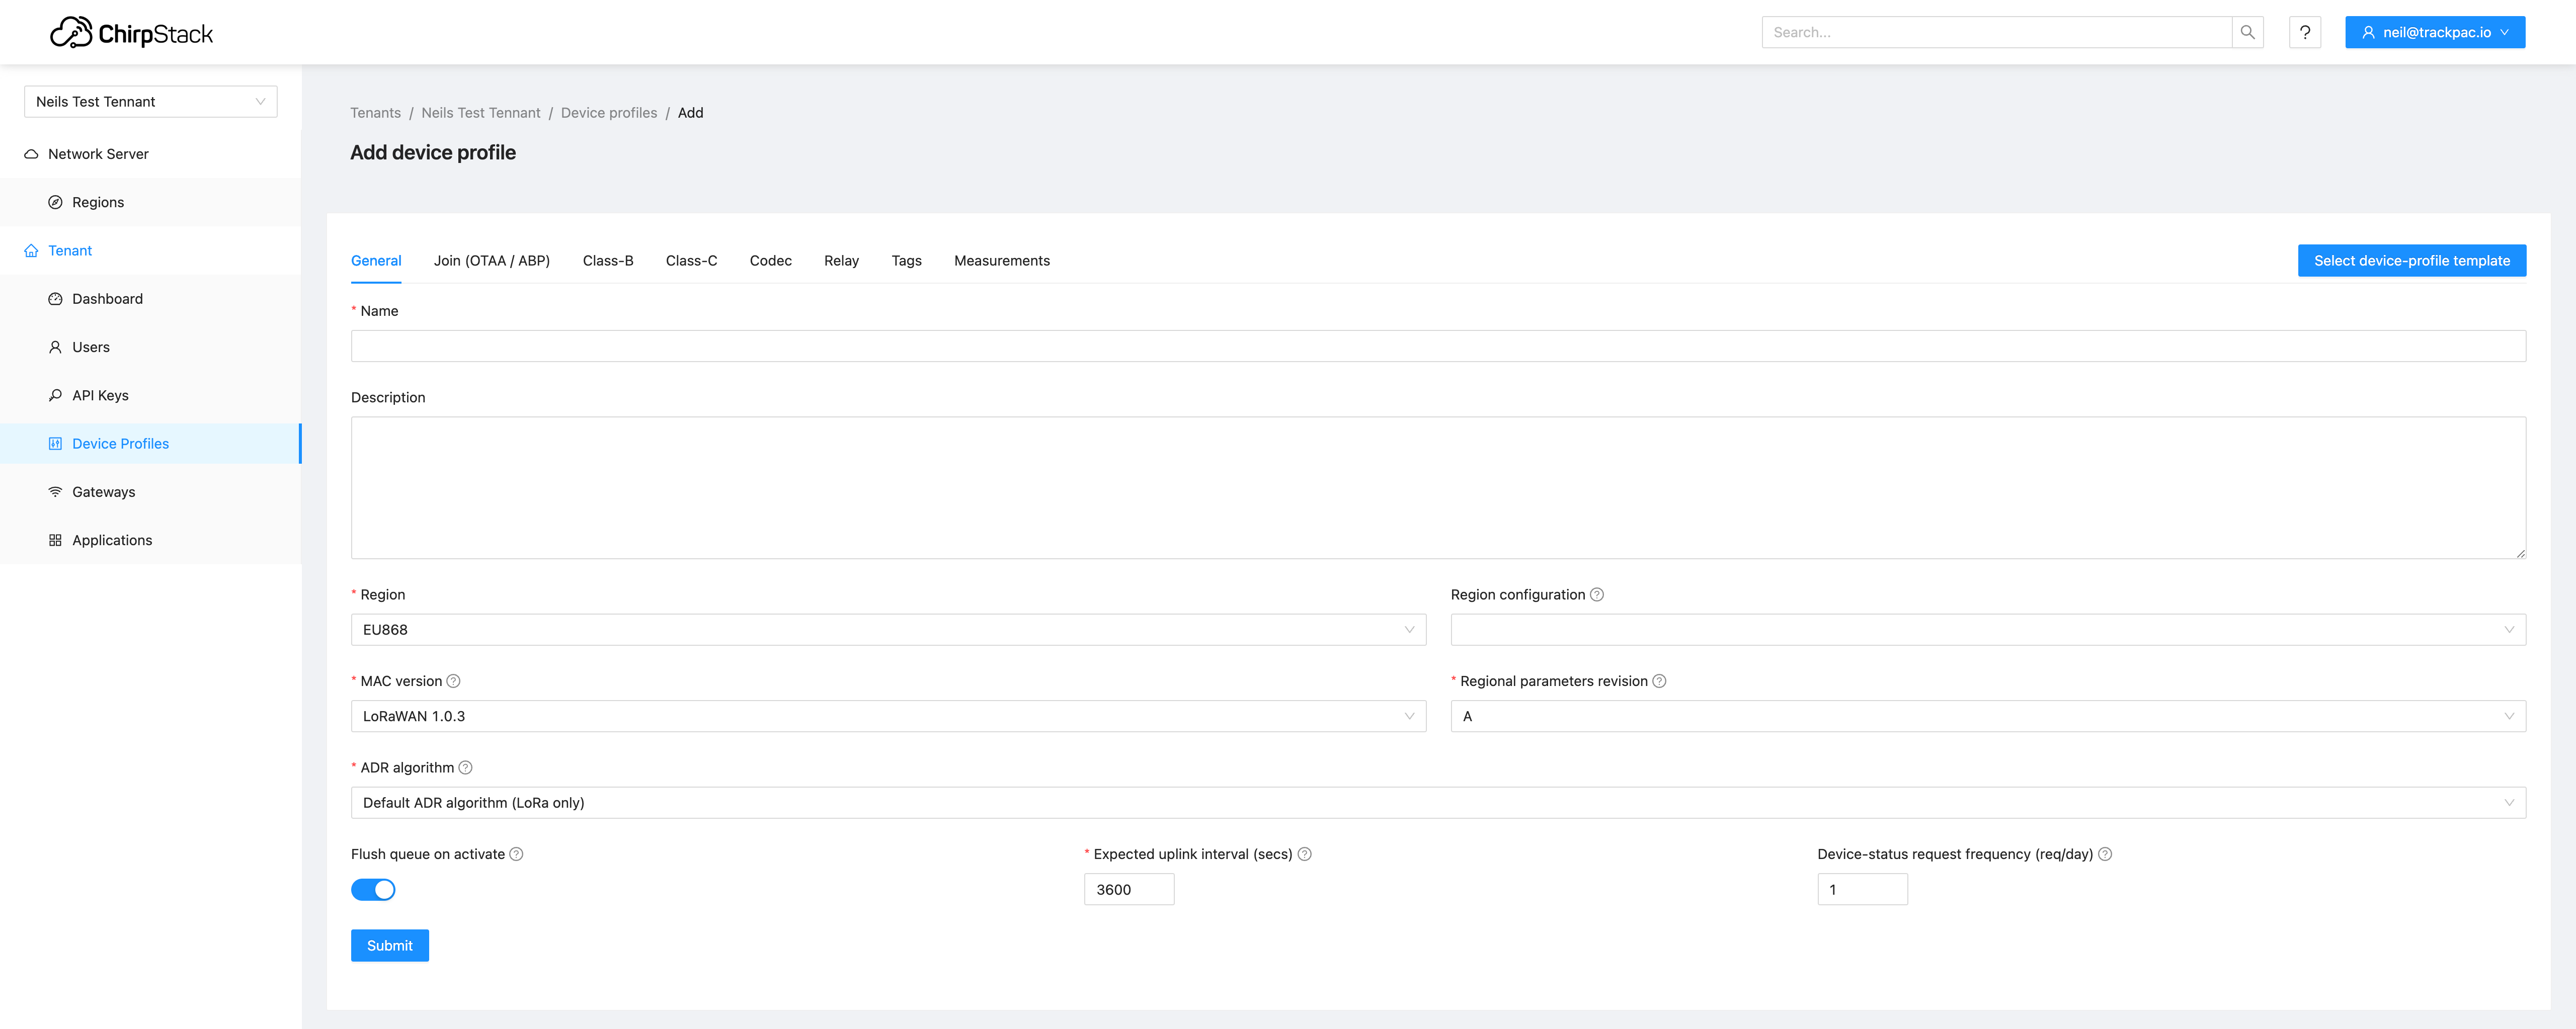 ChirpStack
Search...
?
neil@trackpac.io
Neils Test Tennant
Network Server
Regions
Tenant
Dashboard
Users
API Keys
Device Profiles
Gateways
Applications
Tenants / Neils Test Tennant / Device profiles / Add
Add device profile
General Join (OTAA / ABP) Class-B Class-C Codec Relay Tags Measurements
Select device-profile template
* Name
Description
* Region
Region configuration ?
EU868
* MAC version ?
* Regional parameters revision ?
LoRaWAN 1.0.3
A
* ADR algorithm ?
Default ADR algorithm (LoRa only)
Flush queue on activate ?
* Expected uplink interval (secs) ?
Device-status request frequency (req/day) ?
3600
1
Submit